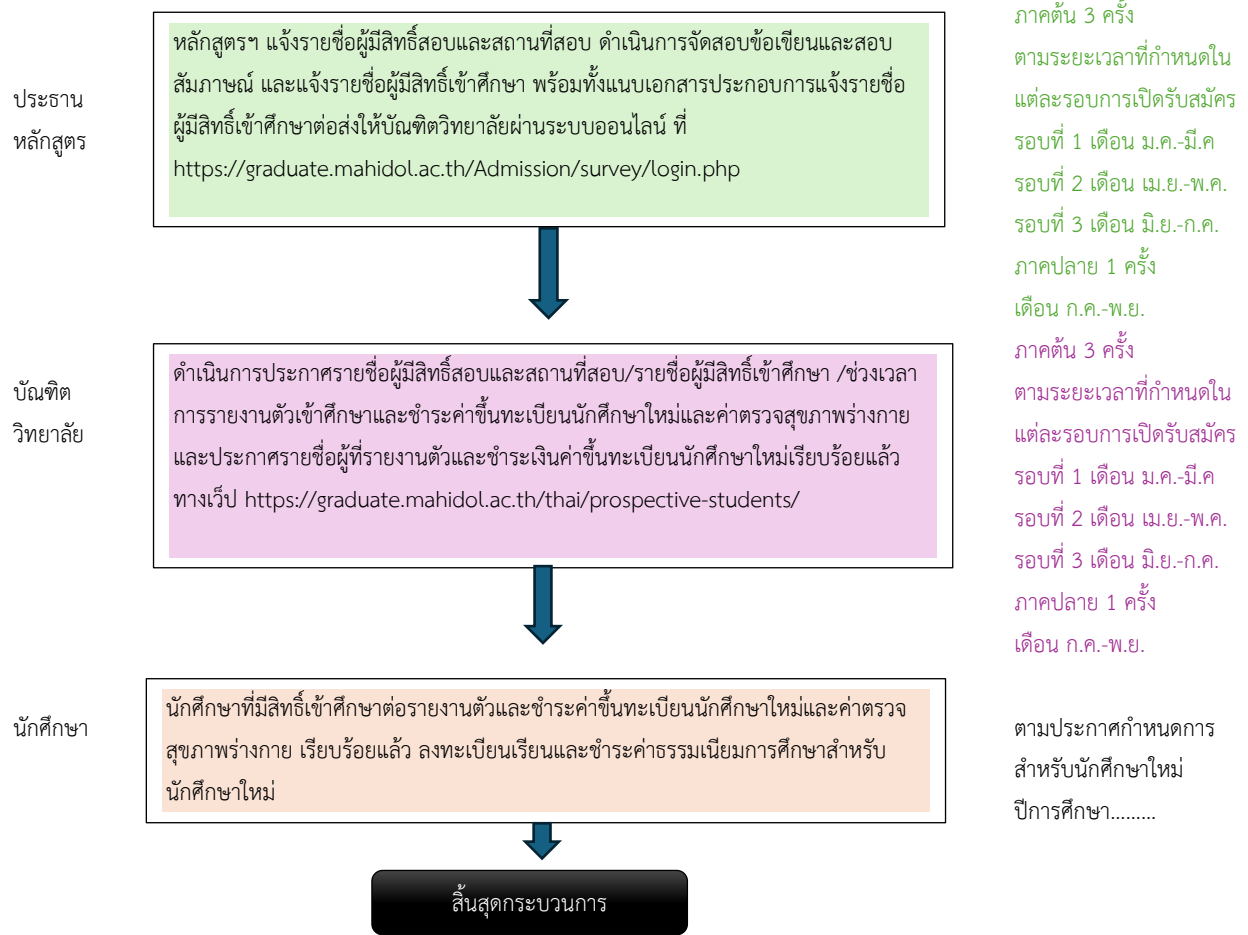 ภาคต้น 3 ครั้ง
ตามระยะเวลาที่กำหนดใน
แต่ละรอบการเปิดรับสมัคร
รอบที่ 1 เดือน ม.ค.-มี.ค
รอบที่ 2 เดือน เม.ย.-พ.ค.
รอบที่ 3 เดือน มิ.ย.-ก.ค.
ภาคปลาย 1 ครั้ง
เดือน ก.ค.-พ.ย.
ประธาน
หลักสูตร
หลักสูตรฯ แจ้งรายชื่อผู้มีสิทธิ์สอบและสถานที่สอบ ดำเนินการจัดสอบข้อเขียนและสอบ
สัมภาษณ์ และแจ้งรายชื่อผู้มีสิทธิ์เข้าศึกษา พร้อมทั้งแนบเอกสารประกอบการแจ้งรายชื่อ
ผู้มีสิทธิ์เข้าศึกษาต่อส่งให้บัณฑิตวิทยาลัยผ่านระบบออนไลน์ ที่
https://graduate.mahidol.ac.th/Admission/survey/login.php
บัณฑิต
วิทยาลัย
ดำเนินการประกาศรายชื่อผู้มีสิทธิ์สอบและสถานที่สอบ/รายชื่อผู้มีสิทธิ์เข้าศึกษา /ช่วงเวลา
การรายงานตัวเข้าศึกษาและชำระค่าขึ้นทะเบียนนักศึกษาใหม่และค่าตรวจสุขภาพร่างกาย
และประกาศรายชื่อผู้ที่รายงานตัวและชำระเงินค่าขึ้นทะเบียนนักศึกษาใหม่เรียบร้อยแล้ว
ทางเว็ป https://graduate.mahidol.ac.th/thai/prospective-students/
ภาคต้น 3 ครั้ง
ตามระยะเวลาที่กำหนดใน
แต่ละรอบการเปิดรับสมัคร
รอบที่ 1 เดือน ม.ค.-มี.ค
รอบที่ 2 เดือน เม.ย.-พ.ค.
รอบที่ 3 เดือน มิ.ย.-ก.ค.
ภาคปลาย 1 ครั้ง
เดือน ก.ค.-พ.ย.
นักศึกษา
นักศึกษาที่มีสิทธิ์เข้าศึกษาต่อรายงานตัวและชำระค่าขึ้นทะเบียนนักศึกษาใหม่และค่าตรวจ
สุขภาพร่างกาย เรียบร้อยแล้ว ลงทะเบียนเรียนและชำระค่าธรรมเนียมการศึกษาสำหรับ
นักศึกษาใหม่
ตามประกาศกำหนดการ
สำหรับนักศึกษาใหม่
ปีการศึกษา.........
สิ้นสุดกระบวนการ